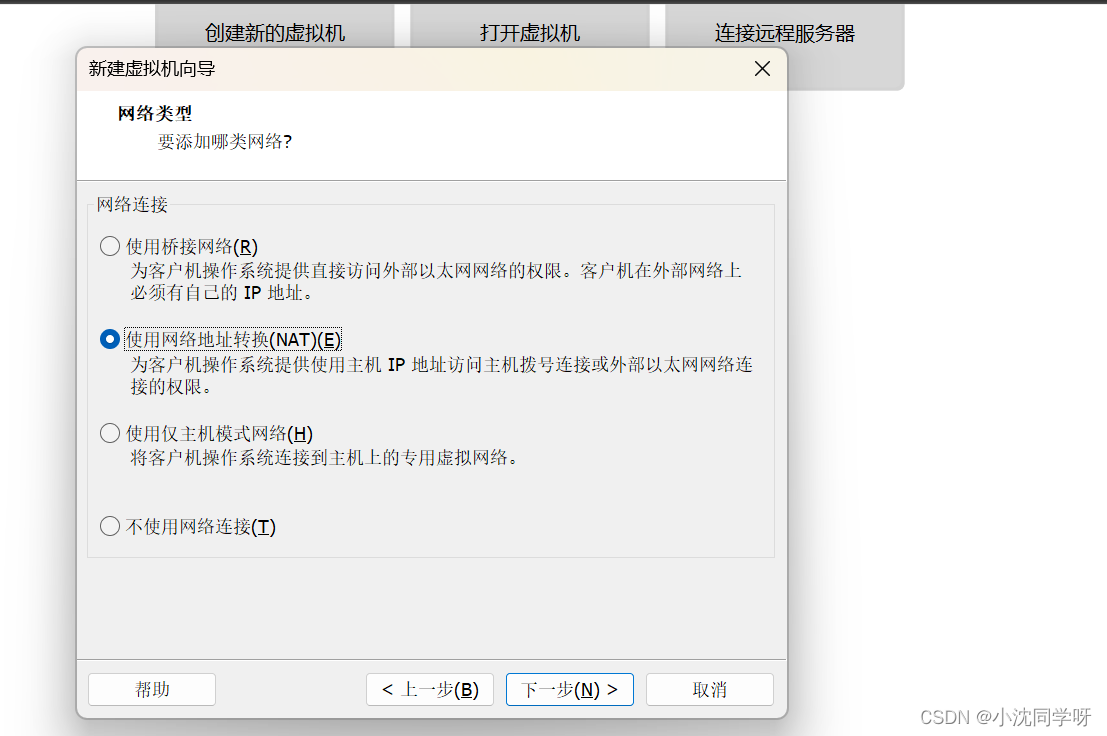 创建新的虚拟机
打开虚拟机
连接远程服务器
新建虚拟机向导
网络类型
要添加哪类网络?
网络连接
使用桥接网络(R)
为客户机操作系统提供直接访问外部以太网网络的权限。客户机在外部网络上
必须有自己的 IP 地址。
使用网络地址转换(NAT)(E)
为客户机操作系统提供使用主机 IP 地址访问主机拨号连接或外部以太网网络连
接的权限。
使用仅主机模式网络(H)
将客户机操作系统连接到主机上的专用虚拟网络。
不使用网络连接(T)
帮助
< 上一步(B)
下一步(N) >
取消
CSDN @小沈同学呀